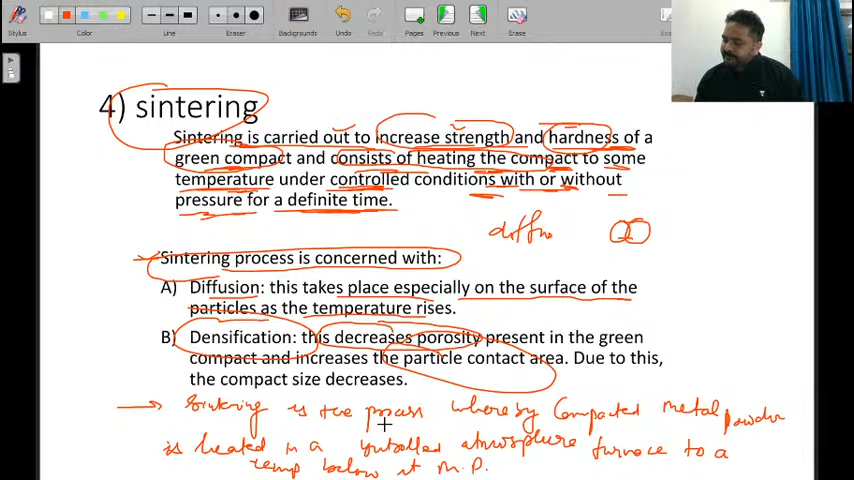 Stylus
Color
Line
Eraser
Backgrounds
Undo
Redo
Pages
Previous
Next
Erase
4) sintering
Sintering is carried out to increase strength and hardness of a
green compact and consists of heating the compact to some
temperature under controlled conditions with or without
pressure for a definite time.
Sintering process is concerned with:
A) Diffusion: this takes place especially on the surface of the
particles as the temperature rises.
B) Densification: this decreases porosity present in the green
compact and increases the particle contact area. Due to this,
the compact size decreases.
Sintering is the process whereby Compacted metal powder
is heated in a controlled atmosphere furnace to a
temp below it M.P.